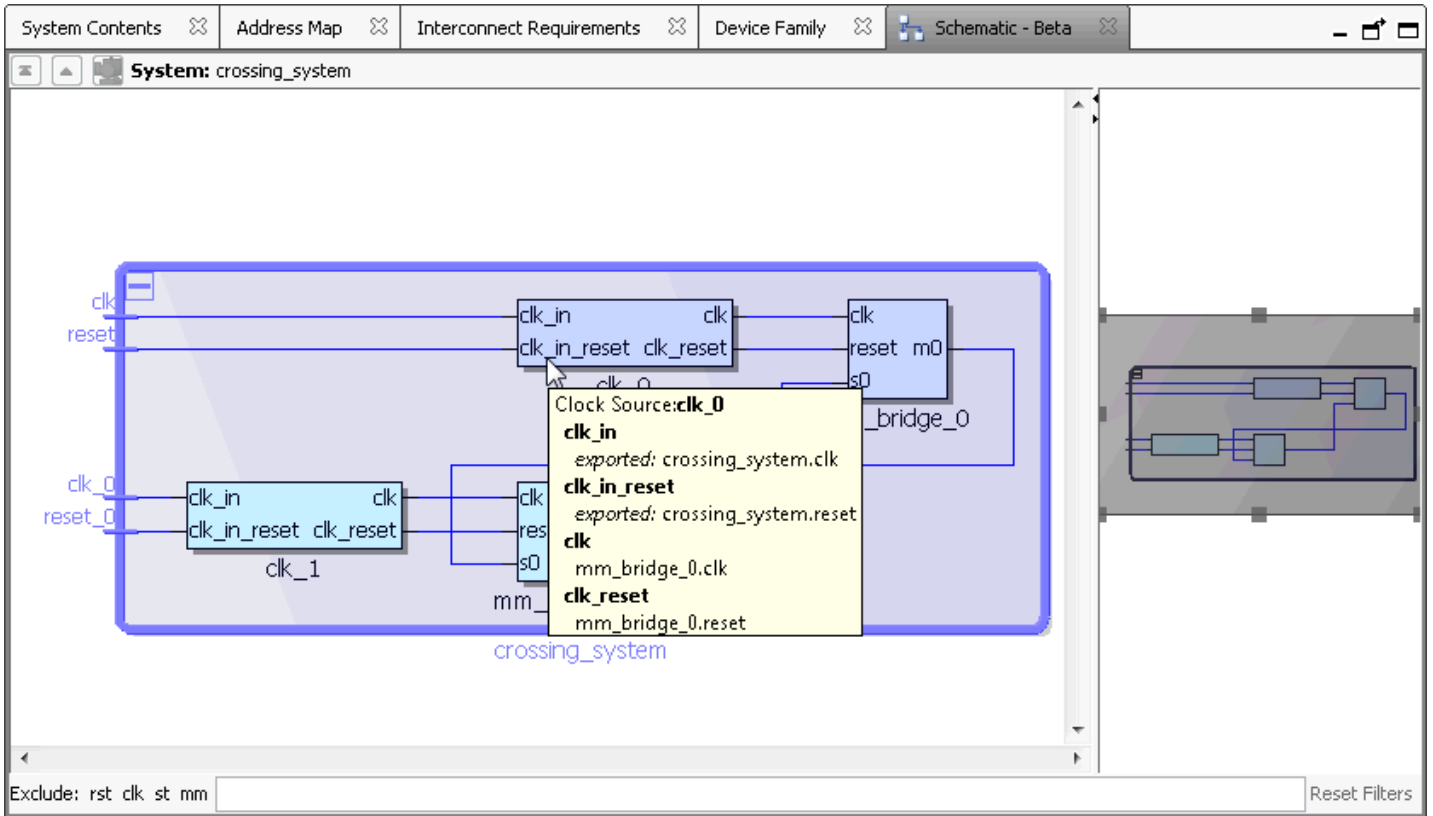 System Contents
Address Map
Interconnect Requirements
Device Family
Schematic - Beta
System: crossing_system
clk
reset
clk_in clk
clk_in_reset clk_reset
clk_0
clk
reset m0
s0
_bridge_0
Clock Source:clk_0
clk_in
exported: crossing_system.clk
clk_in_reset
exported: crossing_system.reset
clk
mm_bridge_0.clk
clk_reset
mm_bridge_0.reset
clk_0
reset_0
clk_in clk
clk_in_reset clk_reset
clk_1
clk
res
s0
mm_
crossing_system
Exclude: rst clk st mm
Reset Filters